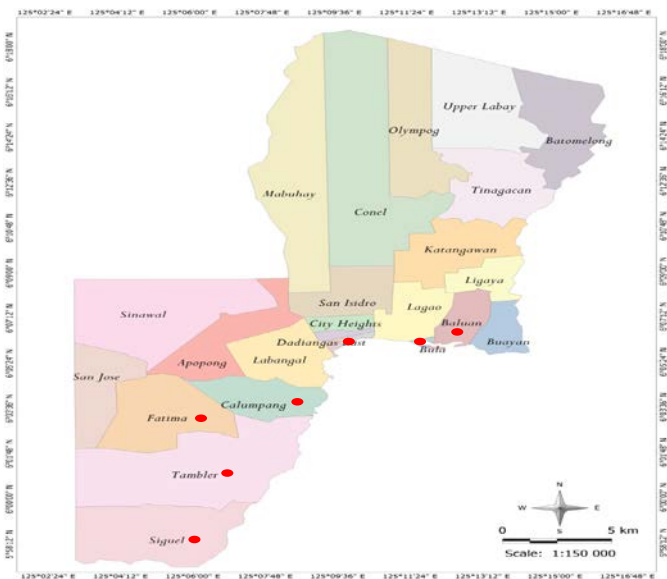 125°02'24"E 125°04'12"E 125°06'00"E 125°07'48"E 125°09'36"E 125°11'24"E 125°13'12"E 125°15'00"E 125°16'48"E
Upper Labay
Olympog
Batomelong
Mabuhay
Tinagacan
Conel
Katangawan
Ligaya
San Isidro
Sinawal
Lagao
City Heights
Baluan
Dadiangas East
Buayan
Bula
Labangal
Apopong
San Jose
Calumpang
Fatima
Tambler
Siguel
N
W E
S
0 5 km
Scale: 1:150 000
125°02'24"E 125°04'12"E 125°06'00"E 125°07'48"E 125°09'36"E 125°11'24"E 125°13'12"E 125°15'00"E 125°16'48"E